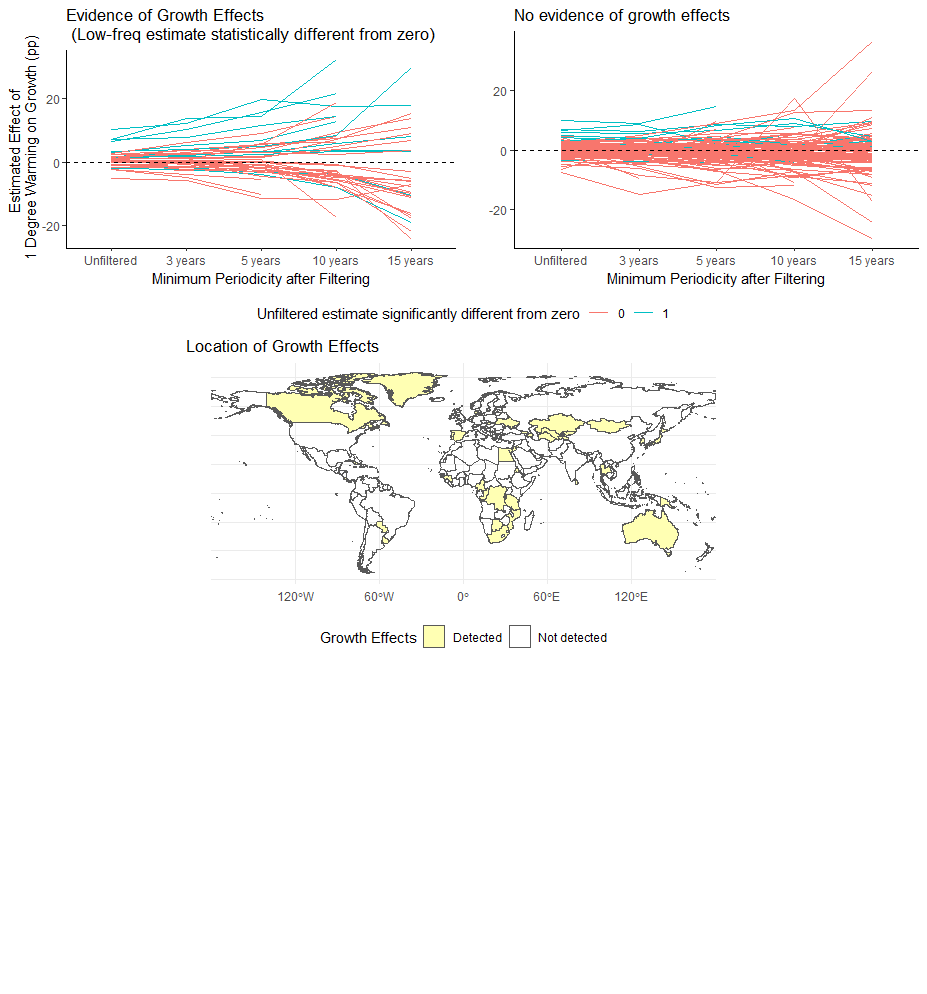 Evidence of Growth Effects
(Low-freq estimate statistically different from zero)
Estimated Effect of
1 Degree Warming on Growth (pp)
20
0
-20
Unfiltered 3 years 5 years 10 years 15 years
Minimum Periodicity after Filtering
No evidence of growth effects
20
0
-20
Unfiltered 3 years 5 years 10 years 15 years
Minimum Periodicity after Filtering
Unfiltered estimate significantly different from zero 0 1
Location of Growth Effects
120°W 60°W 0° 60°E 120°E
Growth Effects Detected Not detected